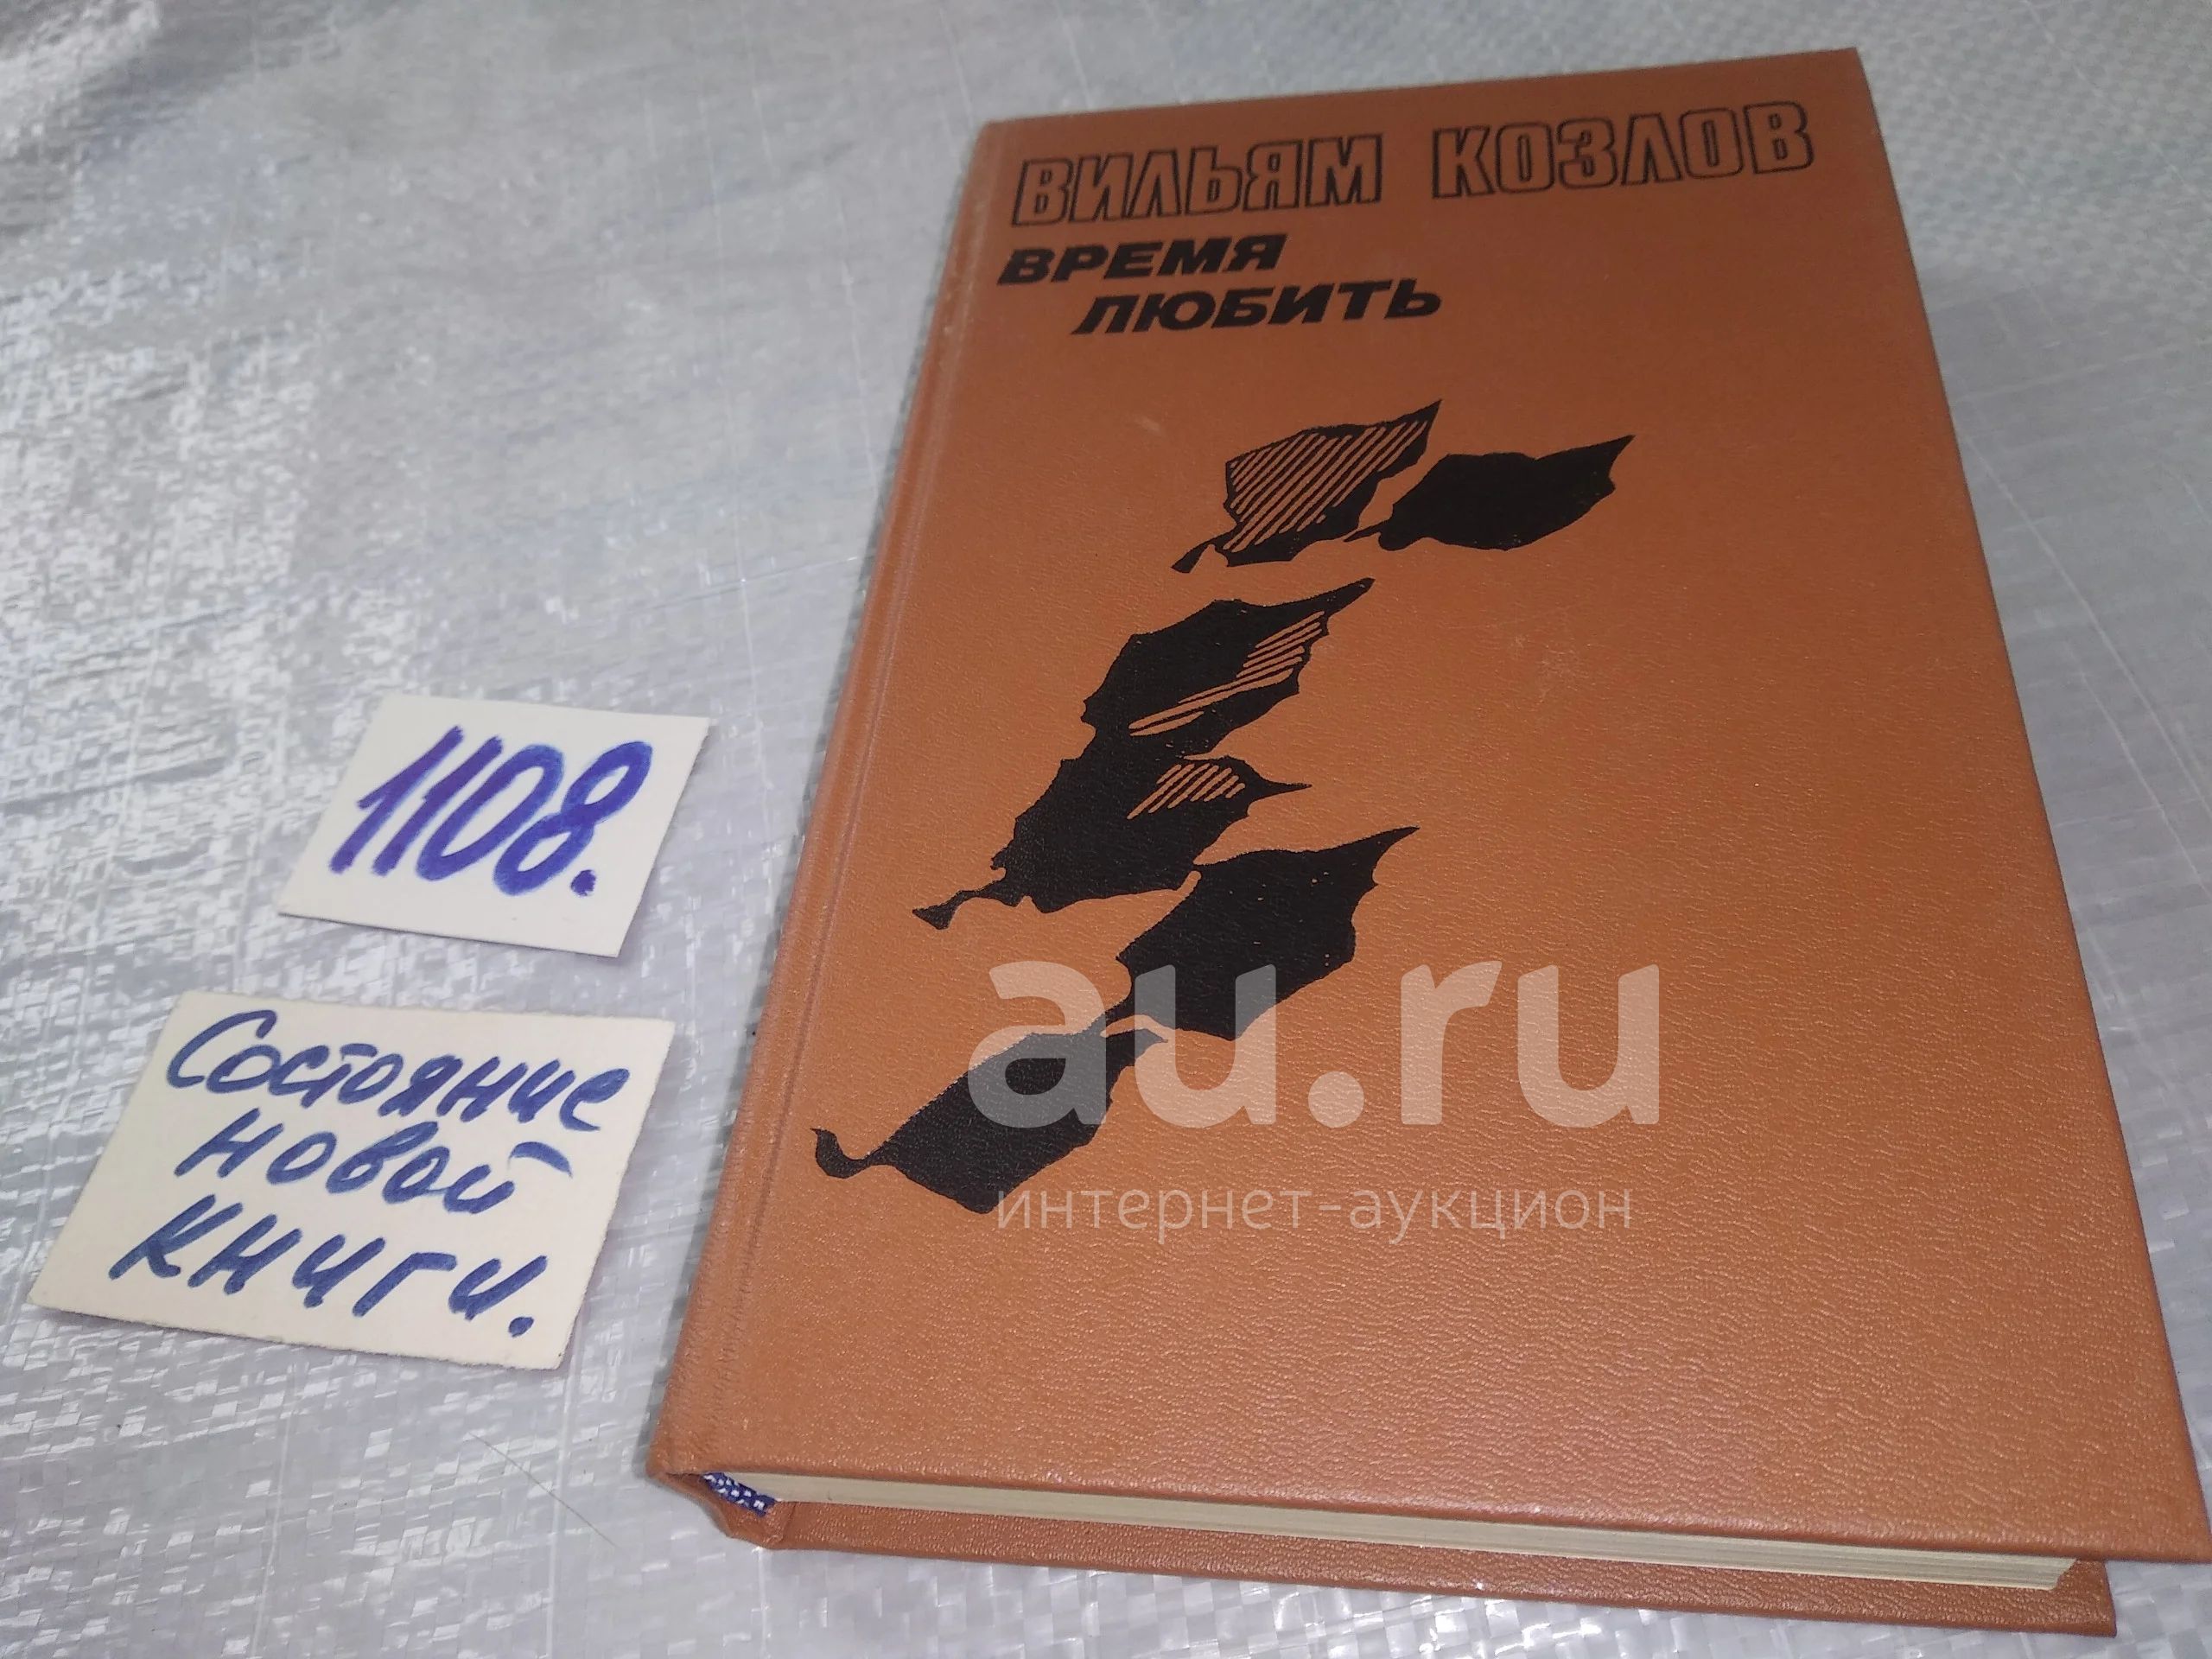 ВИЛЬЯМ КОЗЛОВ
ВРЕМЯ
ЛЮБИТЬ
1108.
Состояние
новой
книги.
au.ru
интернет-аукцион